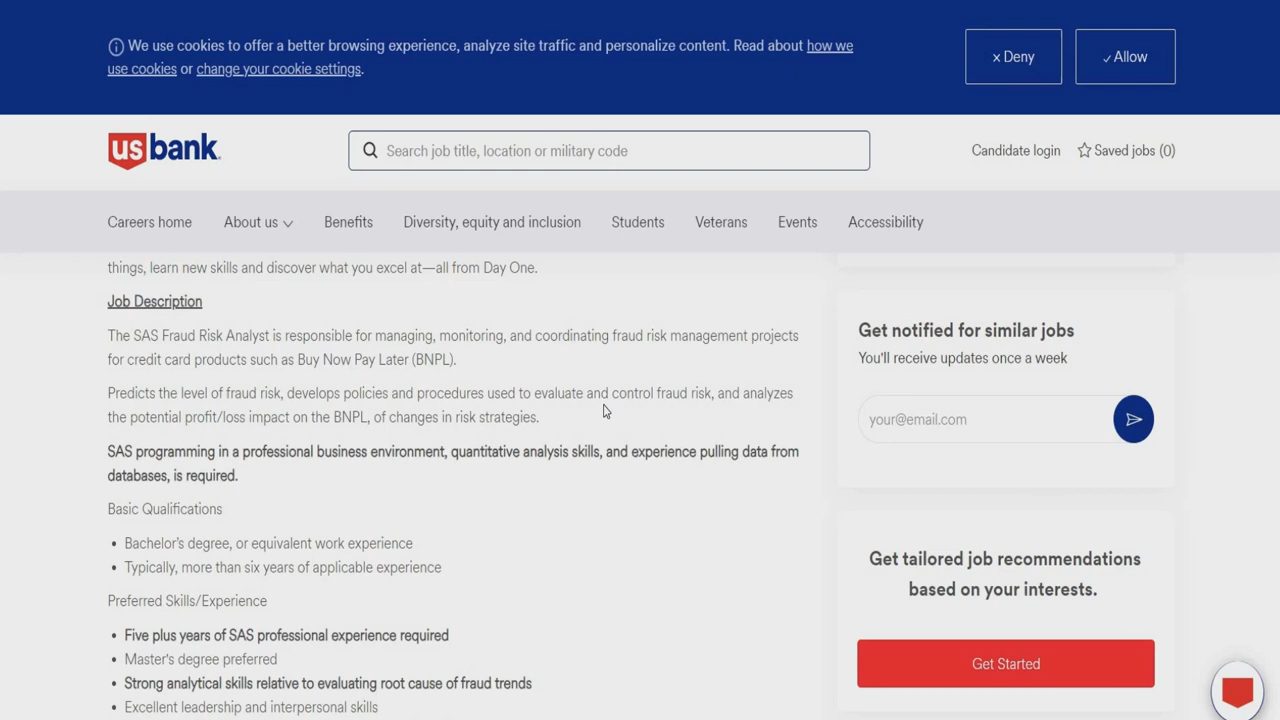 We use cookies to offer a better browsing experience, analyze site traffic and personalize content. Read about how we
use cookies or change your cookie settings.
× Deny
✓ Allow
us bank
Search job title, location or military code
Candidate login
Saved jobs (0)
Careers home
About us
Benefits
Diversity, equity and inclusion
Students
Veterans
Events
Accessibility
things, learn new skills and discover what you excel at—all from Day One.
Job Description
The SAS Fraud Risk Analyst is responsible for managing, monitoring, and coordinating fraud risk management projects
for credit card products such as Buy Now Pay Later (BNPL).
Predicts the level of fraud risk, develops policies and procedures used to evaluate and control fraud risk, and analyzes
the potential profit/loss impact on the BNPL, of changes in risk strategies.
SAS programming in a professional business environment, quantitative analysis skills, and experience pulling data from
databases, is required.
Basic Qualifications
• Bachelor's degree, or equivalent work experience
• Typically, more than six years of applicable experience
Preferred Skills/Experience
• Five plus years of SAS professional experience required
• Master's degree preferred
• Strong analytical skills relative to evaluating root cause of fraud trends
• Excellent leadership and interpersonal skills
Get notified for similar jobs
You'll receive updates once a week
your@email.com
Get tailored job recommendations
based on your interests.
Get Started